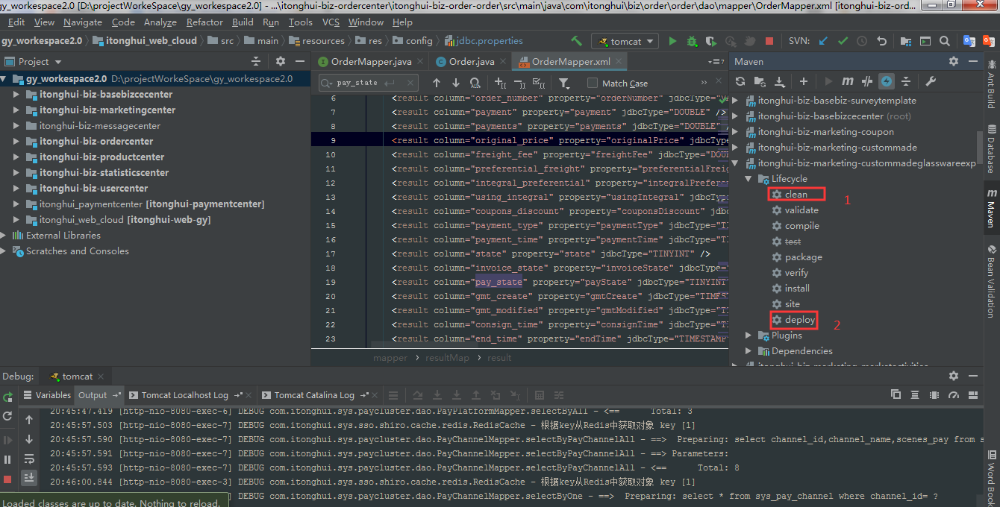 gy_workespace2.0 [D:\projectWorkeSpace\gy_workespace2.0] - ...\itonghui-biz-ordercenter\itonghui-biz-order-order\src\main\java\com\itonghui\biz\order\order\dao\mapper\OrderMapper.xml [itonghui-biz-ord...
Edit View Navigate Code Analyze Refactor Build Run Tools VCS Window Help
gy_workespace2.0 itonghui_web_cloud src main resources res config jdbc.properties tomcat SVN:
Project OrderMapper.java Order.java OrderMapper.xml Maven
gy_workespace2.0 D:\projectWorkeSpace\gy_workespace2.0
itonghui-biz-basebizcecenter
itonghui-biz-marketingcenter
itonghui-biz-messagecenter
itonghui-biz-ordercenter
itonghui-biz-productcenter
itonghui-biz-statisticscenter
itonghui-biz-usercenter
itonghui_paymentcenter [itonghui-paymentcenter]
itonghui_web_cloud [itonghui-web-gy]
External Libraries
Scratches and Consoles
pay_state Match Case
6 <result column="order_number" property="orderNumber" jdbcType="
7 <result column="payment" property="payment" jdbcType="DOUBLE" />
8 <result column="payments" property="payments" jdbcType="DOUBLE" /
9 <result column="original_price" property="originalPrice" jdbcType
10 <result column="freight_fee" property="freightFee" jdbcType="DOU
11 <result column="preferential_freight" property="preferentialFreig
12 <result column="integral_preferential" property="integralPrefere
13 <result column="using_integral" property="usingIntegral" jdbcType
14 <result column="coupons_discount" property="couponsDiscount" jdbc
15 <result column="payment_type" property="paymentType" jdbcType="TI
16 <result column="payment_time" property="paymentTime" jdbcType="TI
17 <result column="state" property="state" jdbcType="TINYINT" />
18 <result column="invoice_state" property="invoiceState" jdbcType="
19 <result column="pay_state" property="payState" jdbcType="TINYINT"
20 <result column="gmt_create" property="gmtCreate" jdbcType="TIMES
21 <result column="gmt_modified" property="gmtModified" jdbcType="TI
22 <result column="consign_time" property="consignTime" jdbcType="TI
23 <result column="end_time" property="endTime" jdbcType="TIMESTAMP"
mapper › resultMap › result
itonghui-biz-basebiz-surveytemplate
itonghui-biz-basebizcecenter (root)
itonghui-biz-marketing-coupon
itonghui-biz-marketing-custommade
itonghui-biz-marketing-custommadeglasswareexp
Lifecycle
clean 1
validate
compile
test
package
verify
install
site
deploy 2
Plugins
Dependencies
itonghui-biz-marketing-marketactivities
Ant Build
Database
Maven
Bean Validation
Word Book
Debug: tomcat
Variables Output Tomcat Localhost Log Tomcat Catalina Log
20:45:47.419 [http-nio-8080-exec-6] DEBUG com.itonghui.sys.paycluster.dao.PayPlatformMapper.selectByAll - <== Total: 3
20:45:57.503 [http-nio-8080-exec-7] DEBUG com.itonghui.sys.sso.shiro.cache.redis.RedisCache - 根据key从Redis中获取对象 key [1]
20:45:57.590 [http-nio-8080-exec-7] DEBUG com.itonghui.sys.paycluster.dao.PayChannelMapper.selectByPayChannelAll - ==> Preparing: select channel_id,channel_name,scenes_pay from s
20:45:57.591 [http-nio-8080-exec-7] DEBUG com.itonghui.sys.paycluster.dao.PayChannelMapper.selectByPayChannelAll - ==> Parameters:
20:45:57.593 [http-nio-8080-exec-7] DEBUG com.itonghui.sys.paycluster.dao.PayChannelMapper.selectByPayChannelAll - <== Total: 8
20:46:00.844 [http-nio-8080-exec-3] DEBUG com.itonghui.sys.sso.shiro.cache.redis.RedisCache - 根据key从Redis中获取对象 key [1]
] DEBUG com.itonghui.sys.paycluster.dao.PayChannelMapper.selectByOne - ==> Preparing: select * from sys_pay_channel where channel_id= ?
Loaded classes are up to date. Nothing to reload.